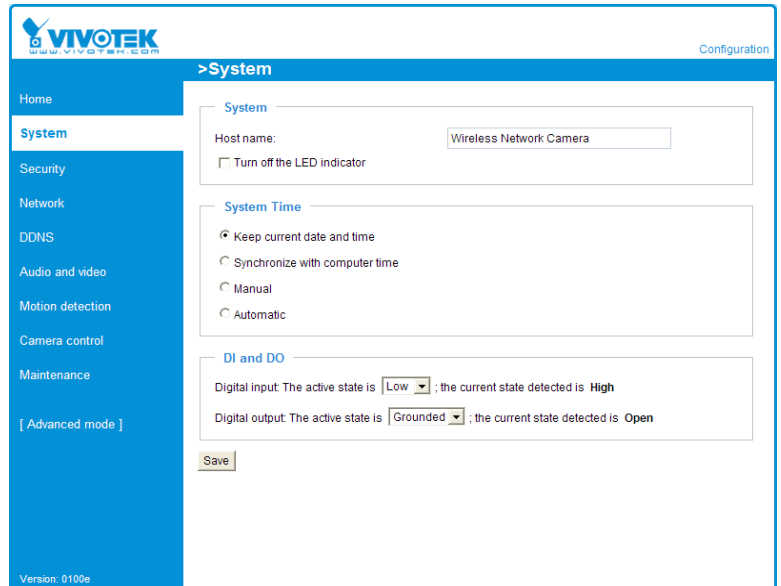 VIVOTEK
www.vivotek.com
Configuration
>System
Home
System
Security
Network
DDNS
Audio and video
Motion detection
Camera control
Maintenance
[ Advanced mode ]
Version: 0100e
System
Host name: Wireless Network Camera
Turn off the LED indicator
System Time
Keep current date and time
Synchronize with computer time
Manual
Automatic
DI and DO
Digital input: The active state is Low ; the current state detected is High
Digital output: The active state is Grounded ; the current state detected is Open
Save